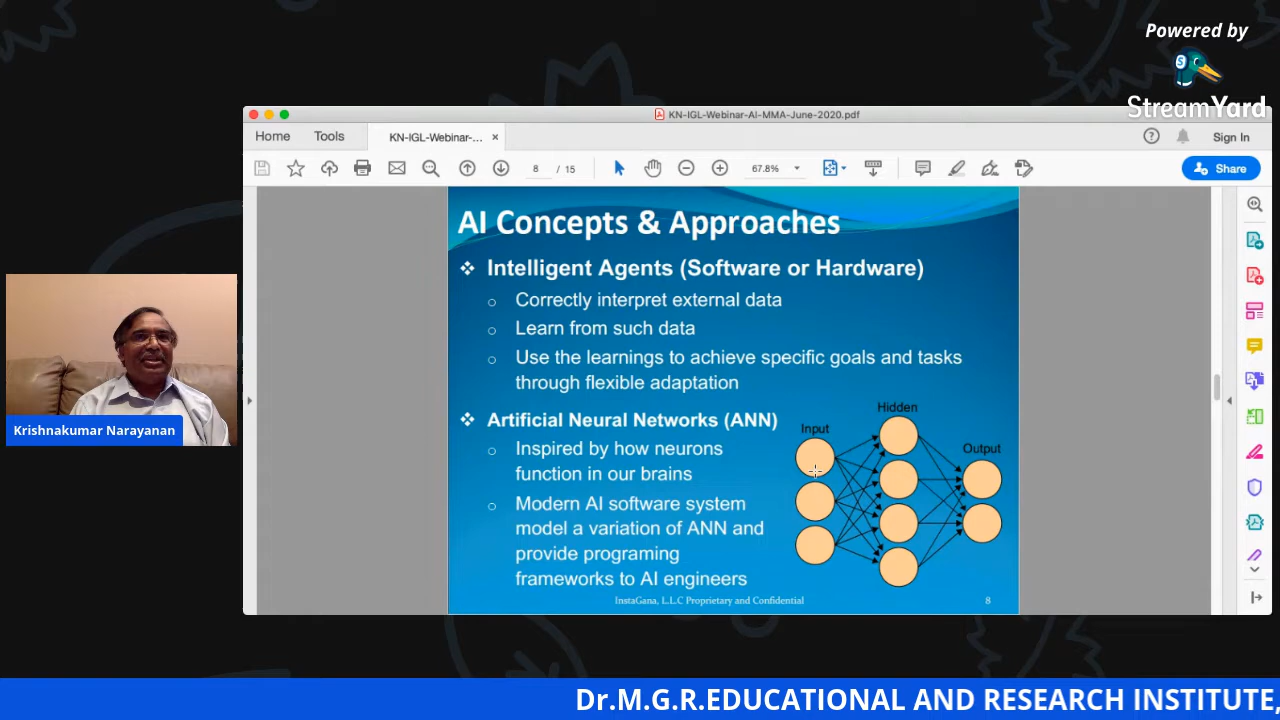 Powered by
StreamYard
KN-IGL-Webinar-AI-MMA-June-2020.pdf
Home Tools KN-IGL-Webinar-... × Sign In
8 / 15 67.8% Share
AI Concepts & Approaches
❖ Intelligent Agents (Software or Hardware)
o Correctly interpret external data
o Learn from such data
o Use the learnings to achieve specific goals and tasks
through flexible adaptation
❖ Artificial Neural Networks (ANN)
o Inspired by how neurons
function in our brains
o Modern AI software system
model a variation of ANN and
provide programing
frameworks to AI engineers
Input
Hidden
Output
InstaGana, L.L.C Proprietary and Confidential 8
Krishnakumar Narayanan
Dr.M.G.R.EDUCATIONAL AND RESEARCH INSTITUTE,